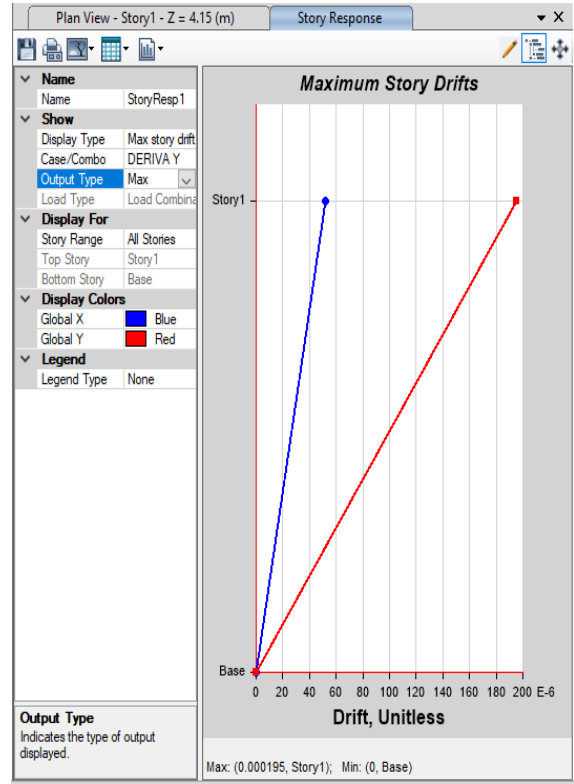 Plan View - Story1 - Z = 4.15 (m)
Story Response
X
Name
Name StoryResp1
Show
Display Type Max story drift
Case/Combo DERIVA Y
Output Type Max
Load Type Load Combina
Display For
Story Range All Stories
Top Story Story1
Bottom Story Base
Display Colors
Global X Blue
Global Y Red
Legend
Legend Type None
Output Type
Indicates the type of output
displayed.
Maximum Story Drifts
Story1
Base
0 20 40 60 80 100 120 140 160 180 200 E-6
Drift, Unitless
Max: (0.000195, Story1); Min: (0, Base)